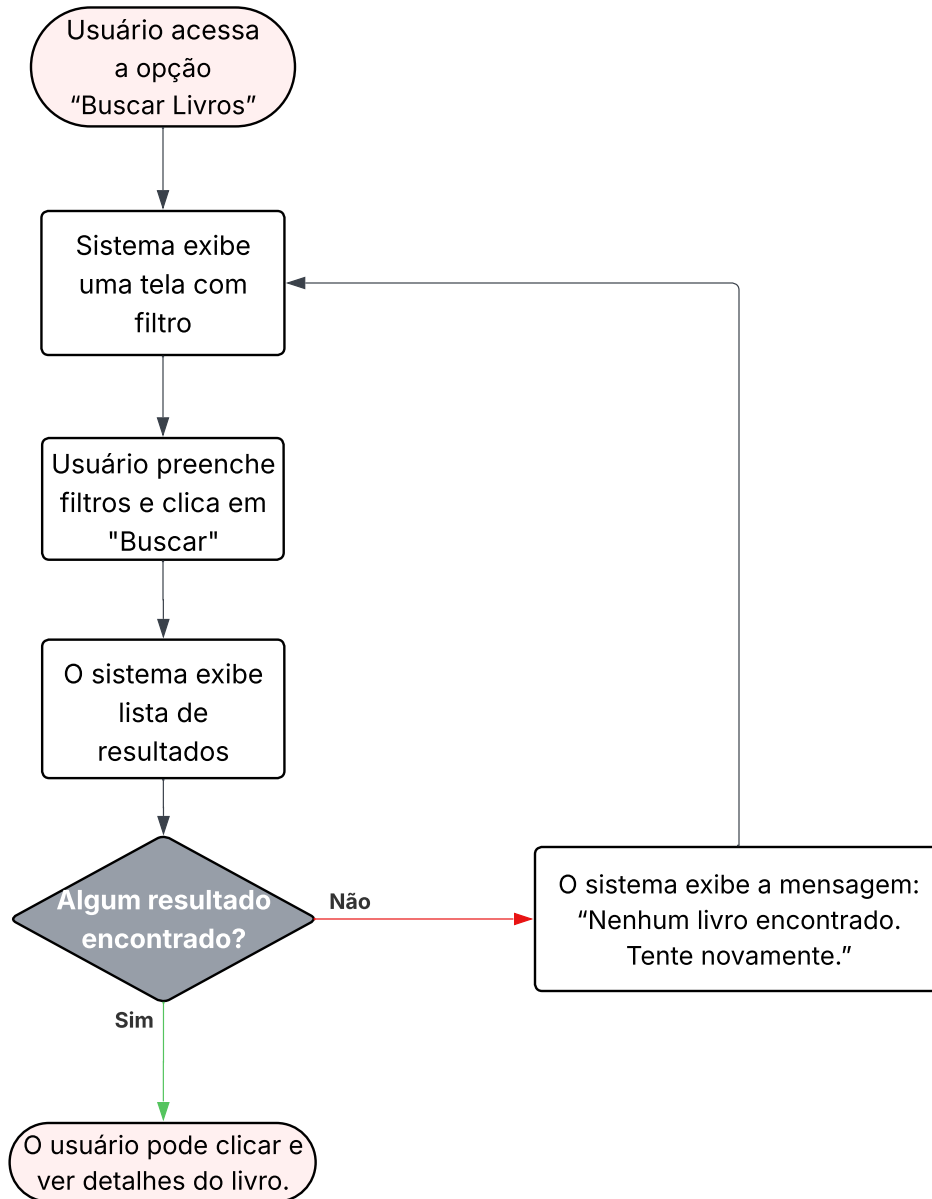 Usuário acessa
a opção
“Buscar Livros”
Sistema exibe
uma tela com
filtro
Usuário preenche
filtros e clica em
"Buscar"
O sistema exibe
lista de
resultados
Algum resultado
encontrado?
Não
O sistema exibe a mensagem:
“Nenhum livro encontrado.
Tente novamente.”
Sim
O usuário pode clicar e
ver detalhes do livro.